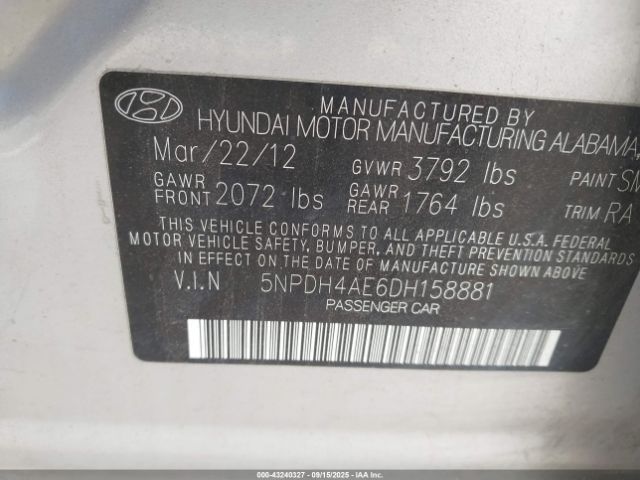 MANUFACTURED BY
HYUNDAI MOTOR MANUFACTURING ALABAMA,
Mar/22/12 GVWR 3792 lbs PAINT SM
GAWR FRONT 2072 lbs GAWR REAR 1764 lbs TRIM RA
THIS VEHICLE CONFORMS TO ALL APPLICABLE U.S. FEDERAL
MOTOR VEHICLE SAFETY, BUMPER, AND THEFT PREVENTION STANDARDS
IN EFFECT ON THE DATE OF MANUFACTURE SHOWN ABOVE.
V.I.N 5NPDH4AE6DH158881
PASSENGER CAR
000-43240327 - 09/15/2025 - IAA Inc.